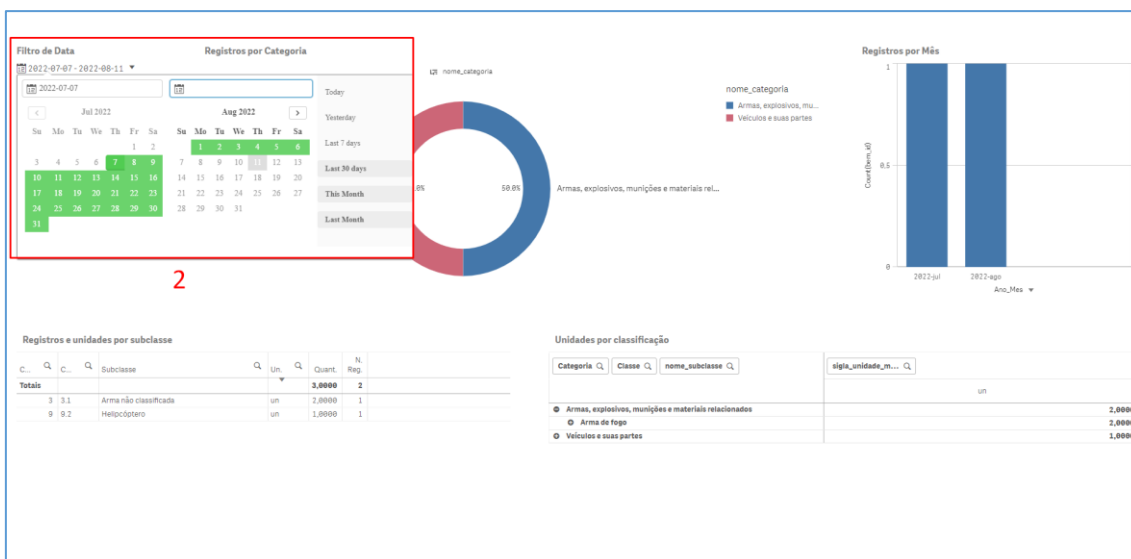 Filtro de Data
2022-07-07 - 2022-08-11
2022-07-07
Jul 2022
Su Mo Tu We Th Fr Sa
1 2
3 4 5 6 7 8 9
10 11 12 13 14 15 16
17 18 19 20 21 22 23
24 25 26 27 28 29 30
31
Aug 2022
Su Mo Tu We Th Fr Sa
1 2 3 4 5 6
7 8 9 10 11 12 13
14 15 16 17 18 19 20
21 22 23 24 25 26 27
28 29 30 31
Today
Yesterday
Last 7 days
Last 30 days
This Month
Last Month
2
Registros por Categoria
nome_categoria
.0%
50.0%
Armas, explosivos, munições e materiais rel...
nome_categoria
Armas, explosivos, mu...
Veículos e suas partes
Registros por Mês
Count(bem_id)
1
0.5
0
2022-jul 2022-ago
Ano_Mes
Registros e unidades por subclasse
C... C... Subclasse Un. Quant. N. Reg.
Totais 3,0000 2
3 3.1 Arma não classificada un 2,0000 1
9 9.2 Helipcóptero un 1,0000 1
Unidades por classificação
Categoria Classe nome_subclasse sigla_unidade_m...
un
Armas, explosivos, munições e materiais relacionados 2,0000
Arma de fogo 2,0000
Veículos e suas partes 1,0000